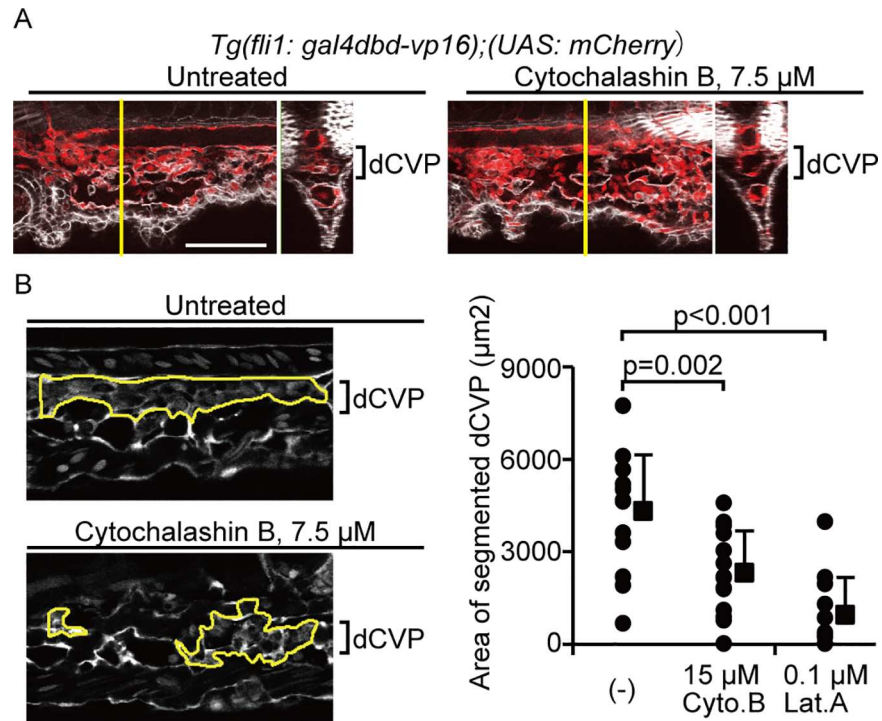 A
Tg(fli1: gal4dbd-vp16);(UAS: mCherry)
Untreated
Cytochalashin B, 7.5 µM
dCVP
dCVP
B
Untreated
dCVP
Cytochalashin B, 7.5 µM
dCVP
Area of segmented dCVP (µm2)
9000
6000
3000
0
p<0.001
p=0.002
(-)
15 µM
Cyto.B
0.1 µM
Lat.A